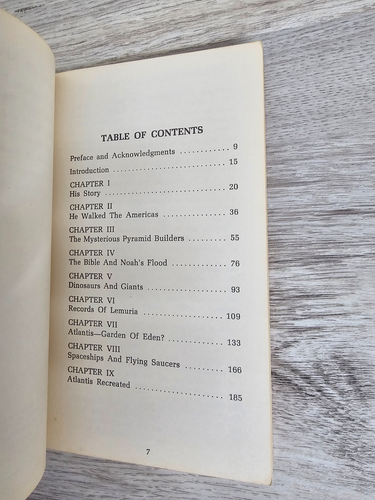 TABLE OF CONTENTS
Preface and Acknowledgments ............ 9
Introduction ............................ 15
CHAPTER I
His Story .............................. 20
CHAPTER II
He Walked The Americas ................ 36
CHAPTER III
The Mysterious Pyramid Builders ......... 55
CHAPTER IV
The Bible And Noah's Flood ............. 76
CHAPTER V
Dinosaurs And Giants ................... 93
CHAPTER VI
Records Of Lemuria .................... 109
CHAPTER VII
Atlantis—Garden Of Eden? .............. 133
CHAPTER VIII
Spaceships And Flying Saucers .......... 166
CHAPTER IX
Atlantis Recreated ..................... 185
7